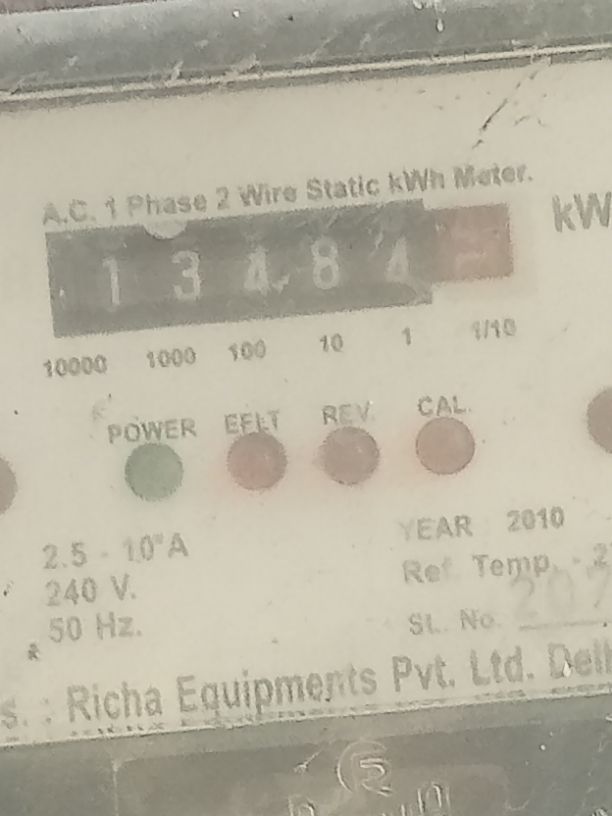 A.C. 1 Phase 2 Wire Static kWh Meter.
kW
1 3 4 8 4
10000 1000 100 10 1 1/10
POWER EFLT REV. CAL.
2.5 - 10 A
240 V.
50 Hz.
YEAR 2010
Ref Temp. -
SL. No.
Richa Equipments Pvt. Ltd.